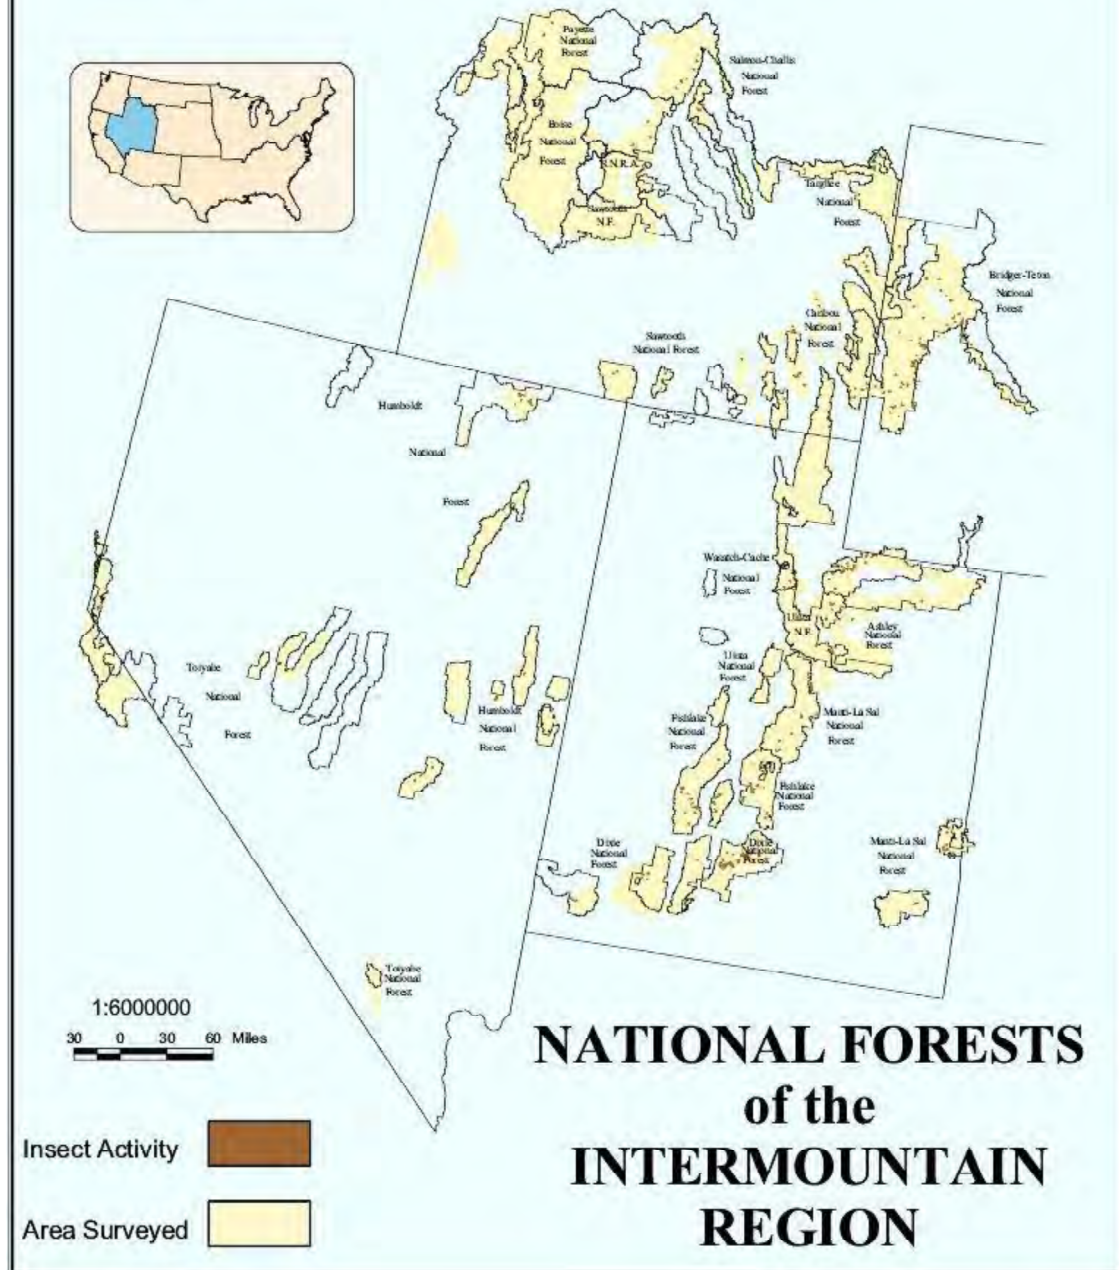 Payette
National
Forest
Salmon-Challis
National
Forest
Boise
National
Forest
S.N.R.A.
Sawtooth
N.F.
Targhee
National
Forest
Bridger-Teton
National
Forest
Caribou
National
Forest
Sawtooth
National Forest
Humboldt
National
Forest
Wasatch-Cache
National
Forest
Uinta
N.F.
Ashley
National
Forest
Uinta
National
Forest
Toiyabe
National
Forest
Humboldt
National
Forest
Fishlake
National
Forest
Manti-La Sal
National
Forest
Fishlake
National
Forest
Dixie
National
Forest
Dixie
National
Forest
Manti-La Sal
National
Forest
Toiyabe
National
Forest
1:6000000
30 0 30 60 Miles
NATIONAL FORESTS
of the
INTERMOUNTAIN
REGION
Insect Activity
Area Surveyed